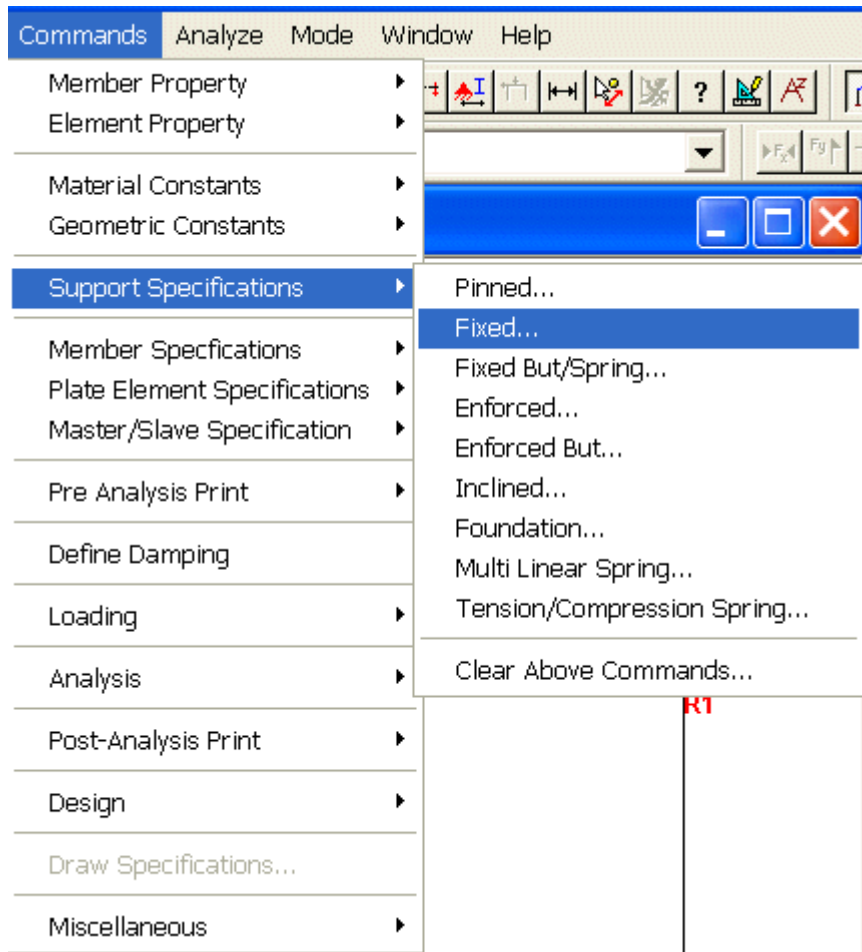 Commands Analyze Mode Window Help
Member Property
Element Property
?
Fx Fy
Material Constants
Geometric Constants
Support Specifications
Pinned...
Fixed...
Fixed But/Spring...
Enforced...
Enforced But...
Inclined...
Foundation...
Multi Linear Spring...
Tension/Compression Spring...
Clear Above Commands...
Member Specfications
Plate Element Specifications
Master/Slave Specification
Pre Analysis Print
Define Damping
Loading
Analysis
R1
Post-Analysis Print
Design
Draw Specifications...
Miscellaneous